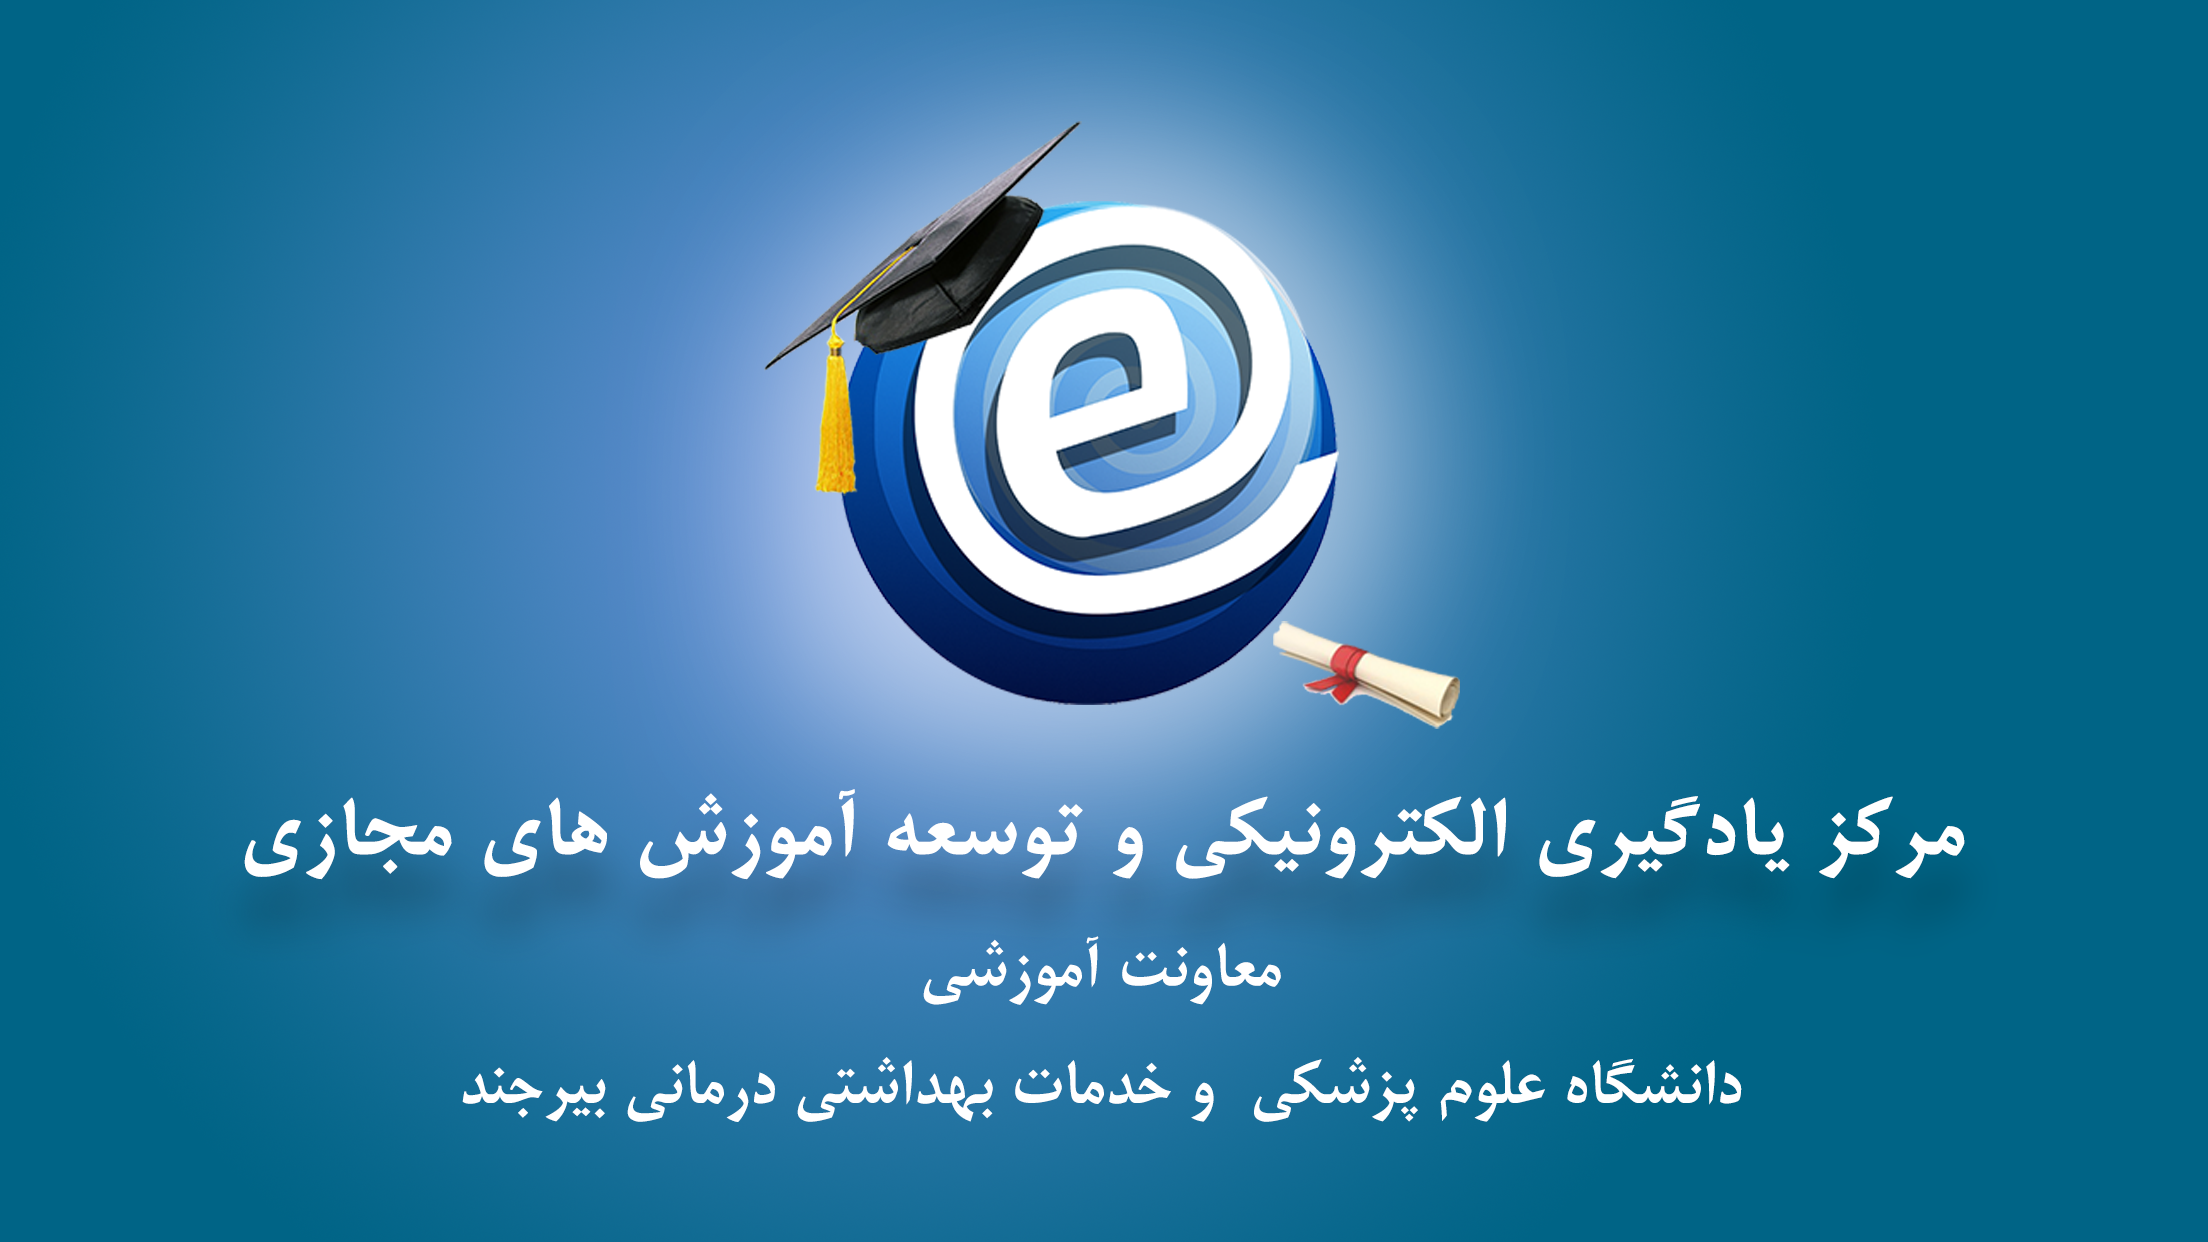 e
مرکز یادگیری الکترونیکی و توسعه آموزش های مجازی
معاونت آموزشی
دانشگاه علوم پزشکی و خدمات بهداشتی درمانی بیرجند